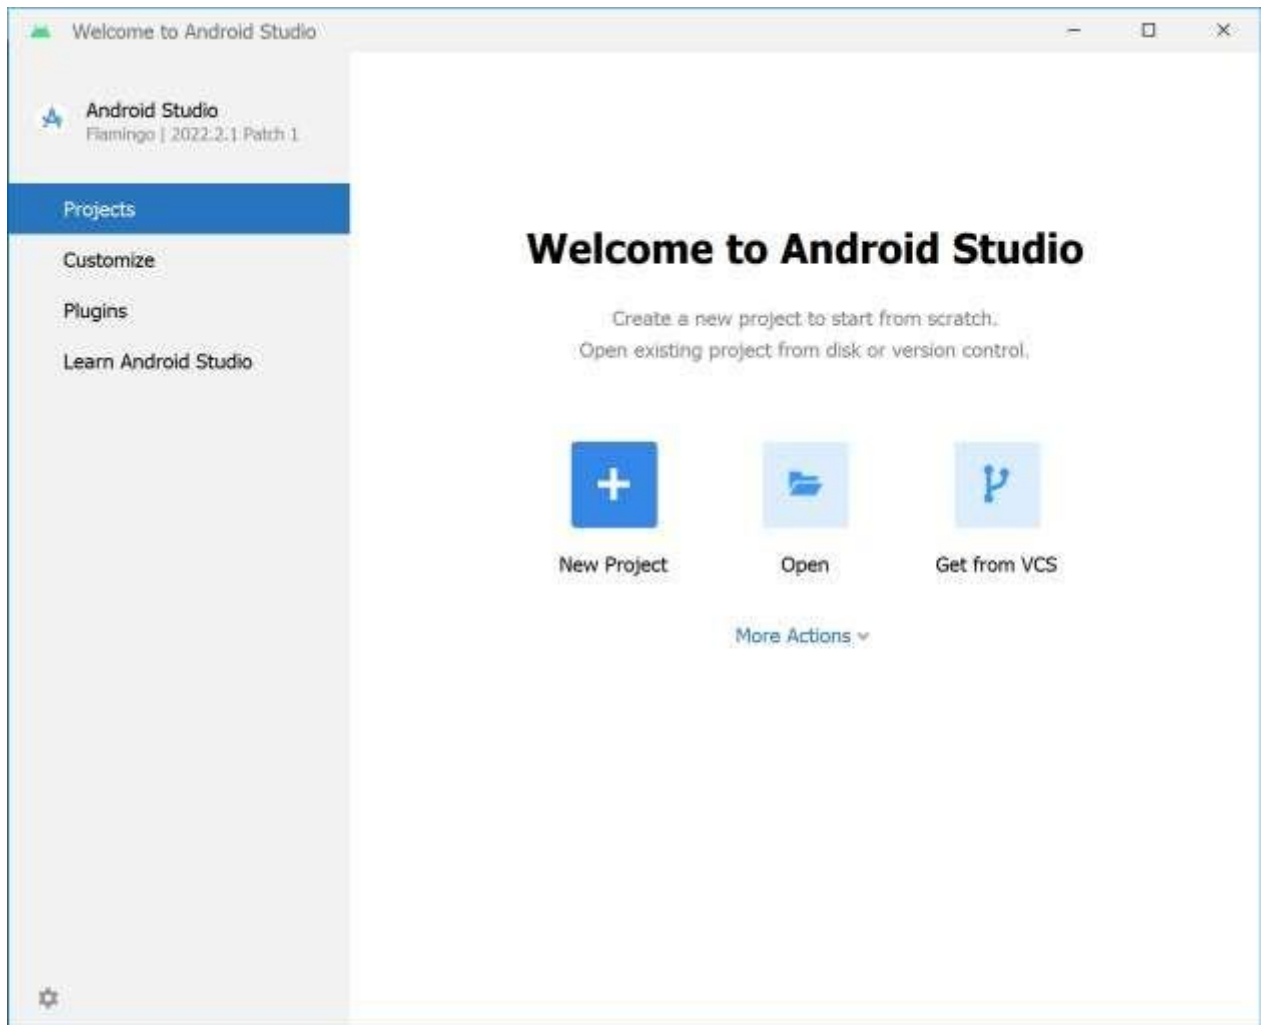 Welcome to Android Studio
Android Studio
Flamingo | 2022.2.1 Patch 1
Projects
Customize
Plugins
Learn Android Studio
Welcome to Android Studio
Create a new project to start from scratch.
Open existing project from disk or version control.
New Project
Open
Get from VCS
More Actions